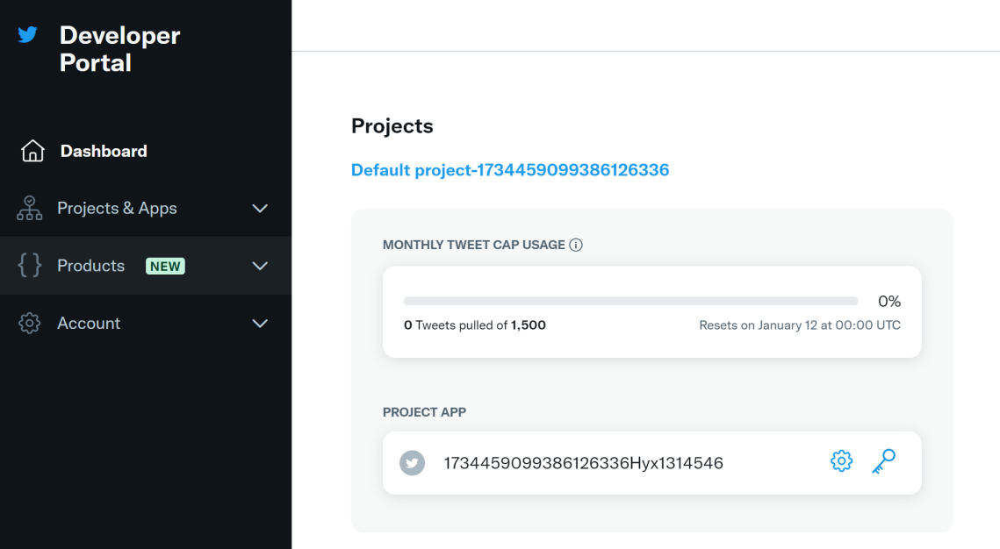 Developer
Portal
Dashboard
Projects & Apps
Products NEW
Account
Projects
Default project-1734459099386126336
MONTHLY TWEET CAP USAGE
0%
0 Tweets pulled of 1,500
Resets on January 12 at 00:00 UTC
PROJECT APP
1734459099386126336Hyx1314546